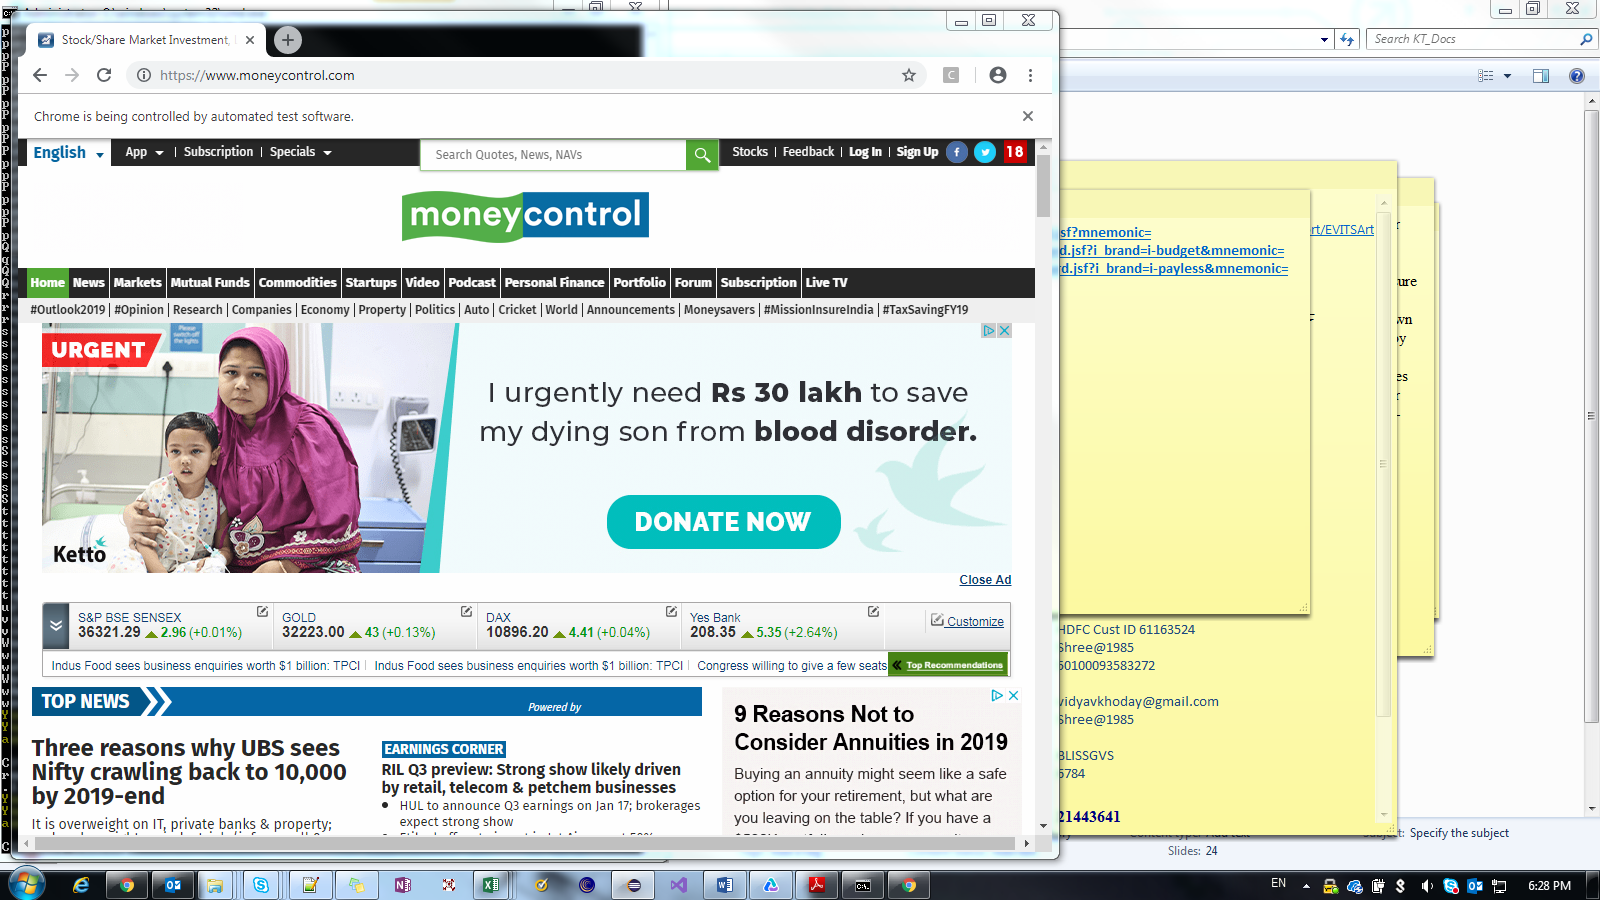 Stock/Share Market Investment,
https://www.moneycontrol.com
Chrome is being controlled by automated test software.
English
App | Subscription | Specials
Search Quotes, News, NAVs
Stocks | Feedback | Log In | Sign Up
18
moneycontrol
Home News Markets Mutual Funds Commodities Startups Video Podcast Personal Finance Portfolio Forum Subscription Live TV
#Outlook2019 | #Opinion | Research | Companies | Economy | Property | Politics | Auto | Cricket | World | Announcements | Moneysavers | #MissionInsureIndia | #TaxSavingFY19
URGENT
I urgently need Rs 30 lakh to save
my dying son from blood disorder.
DONATE NOW
Ketto
Close Ad
S&P BSE SENSEX
36321.29 2.96 (+0.01%)
GOLD
32223.00 43 (+0.13%)
DAX
10896.20 4.41 (+0.04%)
Yes Bank
208.35 5.35 (+2.64%)
Customize
Indus Food sees business enquiries worth $1 billion: TPCI | Indus Food sees business enquiries worth $1 billion: TPCI | Congress willing to give a few seats
Top Recommendations
TOP NEWS
Powered by
Three reasons why UBS sees
Nifty crawling back to 10,000
by 2019-end
It is overweight on IT, private banks & property;
EARNINGS CORNER
RIL Q3 preview: Strong show likely driven
by retail, telecom & petchem businesses
HUL to announce Q3 earnings on Jan 17; brokerages
expect strong show
9 Reasons Not to
Consider Annuities in 2019
Buying an annuity might seem like a safe
option for your retirement, but what are
you leaving on the table? If you have a
Search KT_Docs
sf?mnemonic=
d.jsf?i_brand=i-budget&mnemonic=
rd.jsf?i_brand=i-payless&mnemonic=
rt/EVITSArt
HDFC Cust ID 61163524
Shree@1985
50100093583272
vidyavkhoday@gmail.com
Shree@1985
BLISSGVS
5784
21443641
Specify the subject
Slides: 24
EN
6:28 PM